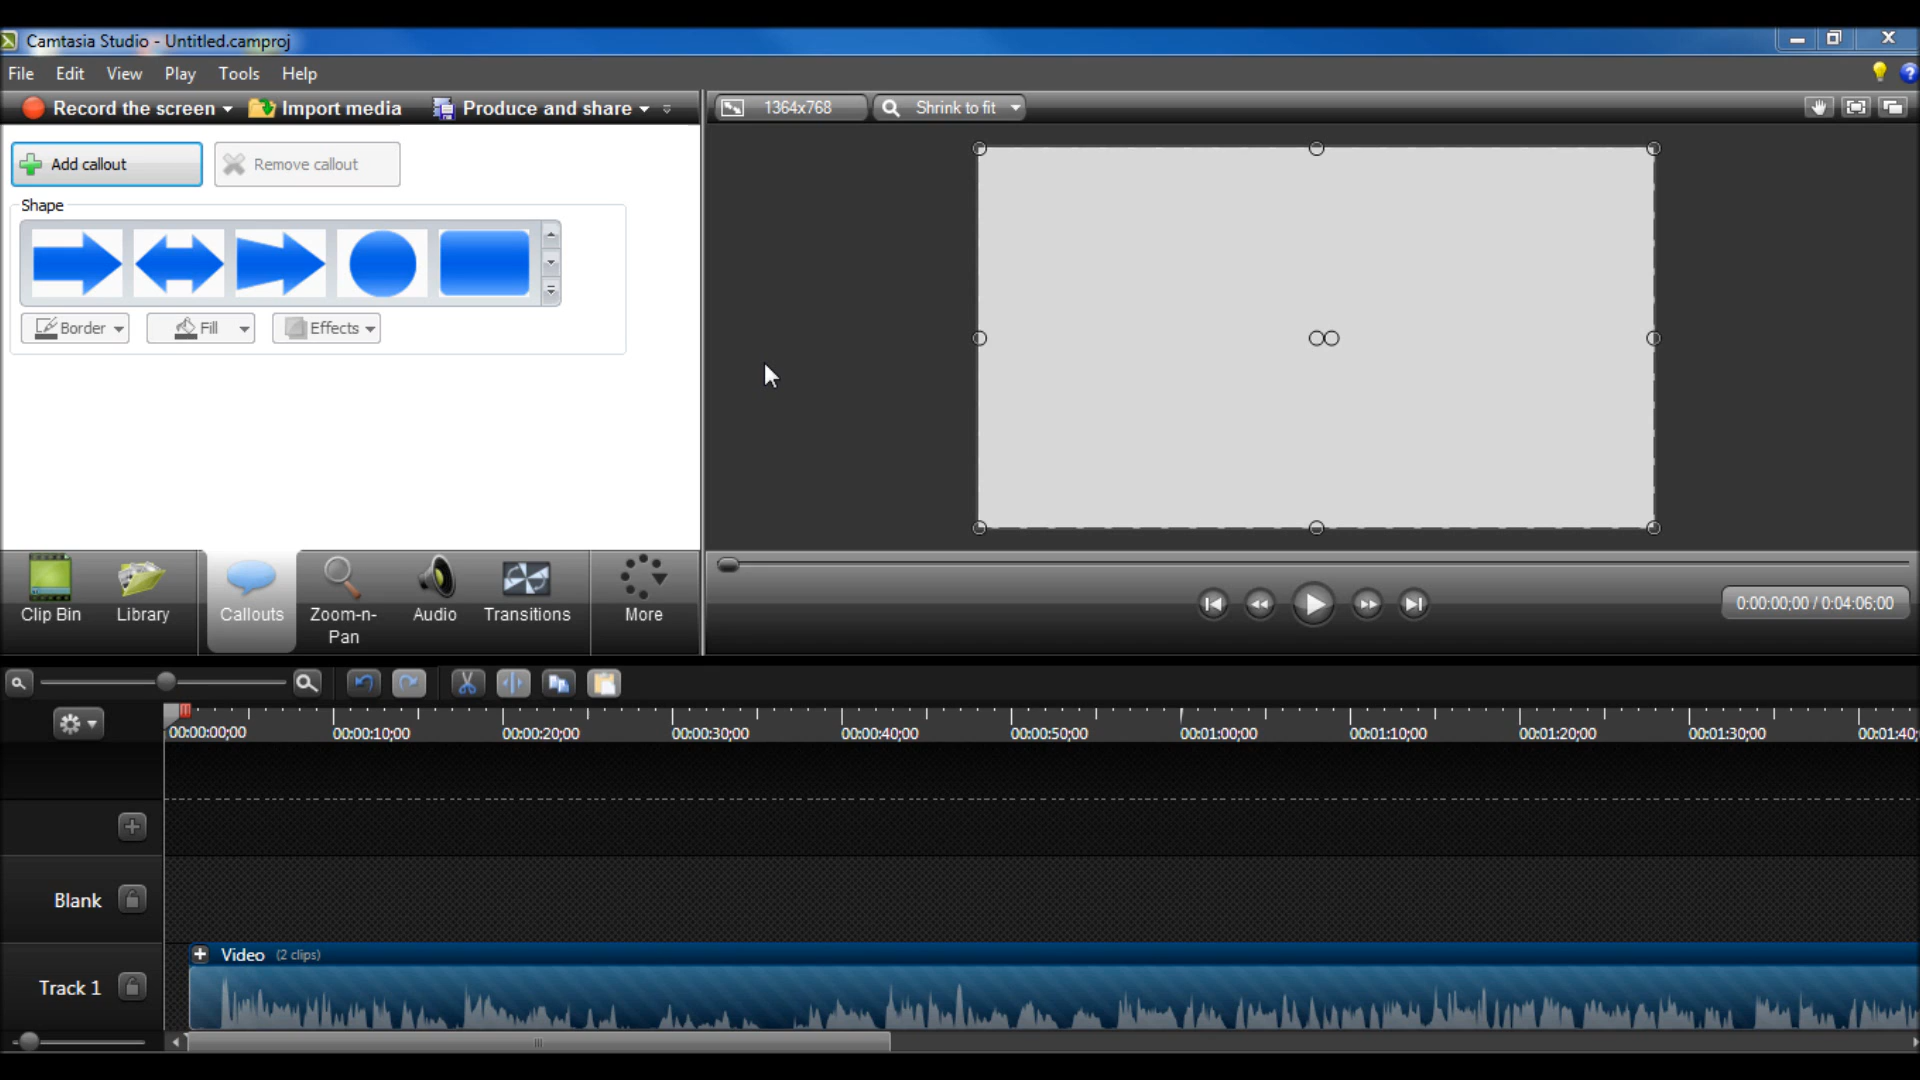 Camtasia Studio - Untitled.camproj
File Edit View Play Tools Help
Record the screen Import media Produce and share
1364x768 Shrink to fit
Add callout Remove callout
Shape
Border Fill Effects
Clip Bin Library Callouts Zoom-n-Pan Audio Transitions More
0:00:00;00 / 0:04:06;00
00:00:00;00 00:00:10;00 00:00:20;00 00:00:30;00 00:00:40;00 00:00:50;00 00:01:00;00 00:01:10;00 00:01:20;00 00:01:30;00 00:01:40;
Blank
Video (2 clips)
Track 1